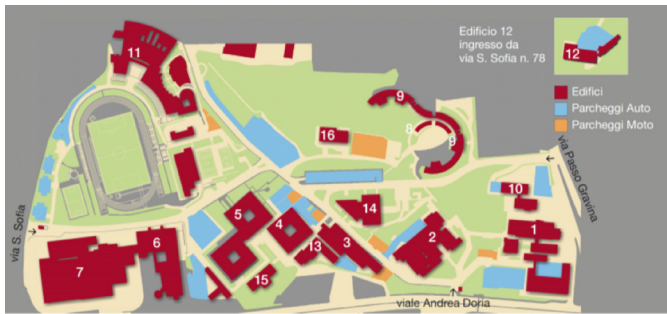 Edificio 12
ingresso da
via S. Sofia n. 78
12
Edifici
Parcheggi Auto
Parcheggi Moto
11
9
8
9
16
via Passo Gravina
10
14
5
4
13
3
2
1
via S. Sofia
6
7
15
viale Andrea Doria